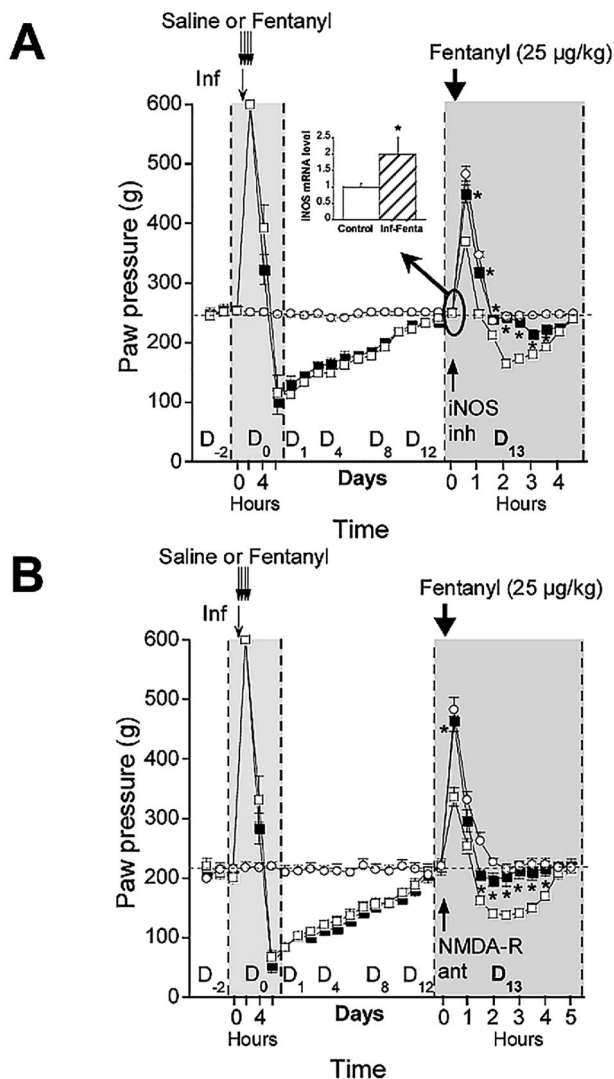 A
Saline or Fentanyl
Inf
Fentanyl (25 µg/kg)
600
500
400
300
200
100
0
Paw pressure (g)
iNOS mRNA level
2.5
2
1.5
1
0.5
0
*
Control Inf-Fenta
* * * * * * *
iNOS
inh
D-2 D0 D1 D4 D8 D12 D13
0 4 Days 0 1 2 3 4
Hours Hours
Time
B
Saline or Fentanyl
Inf
Fentanyl (25 µg/kg)
600
500
400
300
200
100
0
Paw pressure (g)
*
* * * * * *
NMDA-R
ant
D-2 D0 D1 D4 D8 D12 D13
0 4 Days 0 1 2 3 4 5
Hours Hours
Time